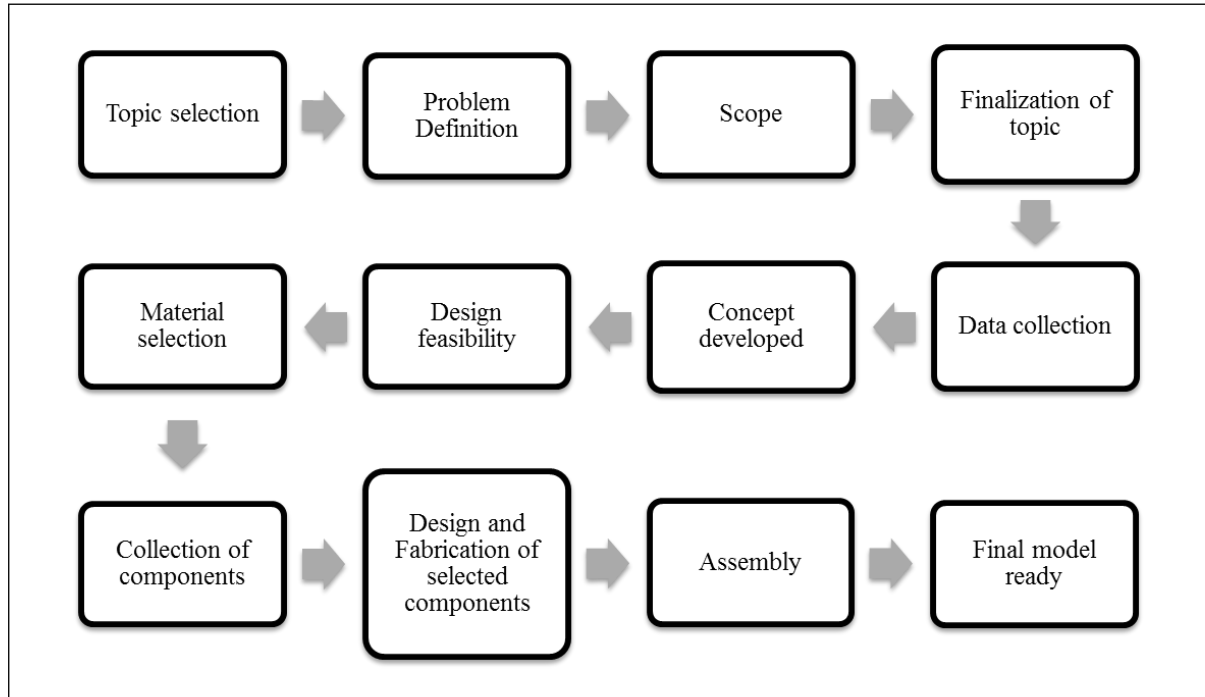 Topic selection
Problem
Definition
Scope
Finalization of
topic
Data collection
Concept
developed
Design
feasibility
Material
selection
Collection of
components
Design and
Fabrication of
selected
components
Assembly
Final model
ready